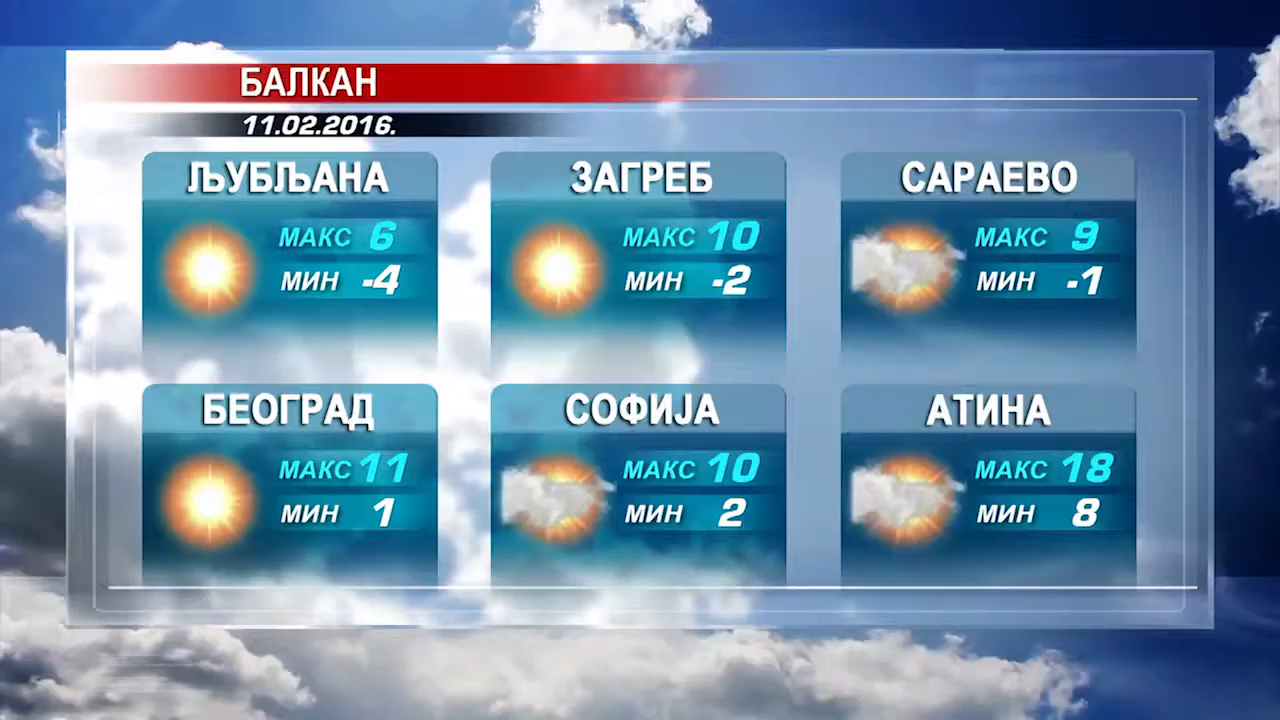 БАЛКАН
11.02.2016.
ЉУБЉАНА
МАКС 6
МИН -4
ЗАГРЕБ
МАКС 10
МИН -2
САРАЕВО
МАКС 9
МИН -1
БЕОГРАД
МАКС 11
МИН 1
СОФИЈА
МАКС 10
МИН 2
АТИНА
МАКС 18
МИН 8